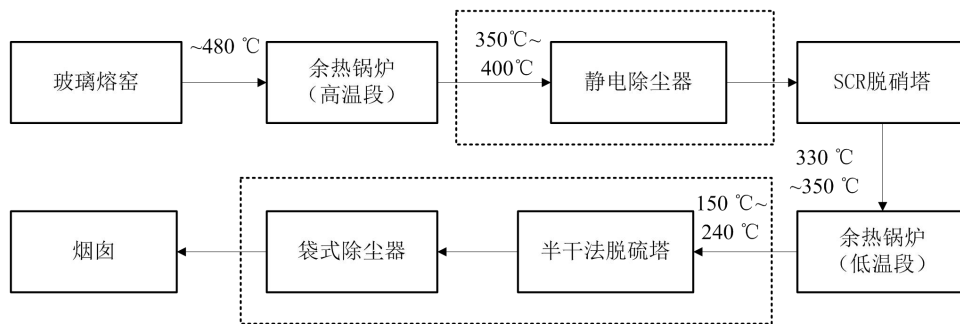 玻璃熔窑
~480 ℃
余热锅炉
（高温段）
350℃~
400℃
静电除尘器
SCR脱硝塔
330 ℃
~350 ℃
余热锅炉
（低温段）
150 ℃~
240 ℃
半干法脱硫塔
袋式除尘器
烟囱